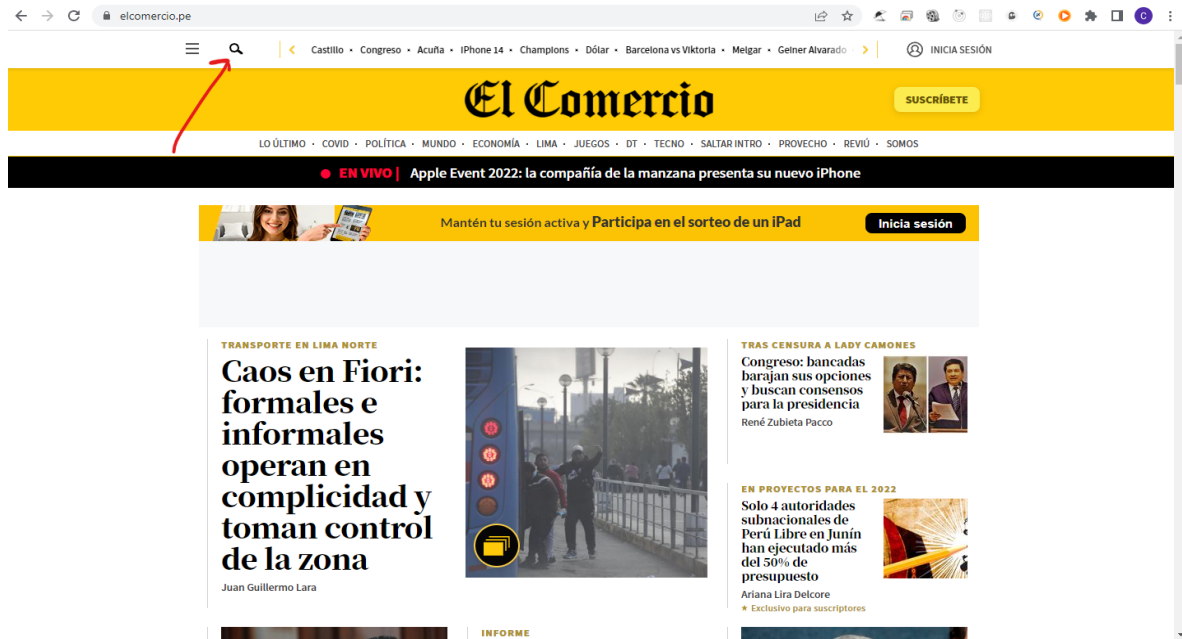 elcomercio.pe
C
Castillo • Congreso • Acuña • IPhone 14 • Champions • Dólar • Barcelona vs Viktoria • Melgar • Geiner Alvarado
INICIA SESIÓN
El Comercio
SUSCRÍBETE
LO ÚLTIMO • COVID • POLÍTICA • MUNDO • ECONOMÍA • LIMA • JUEGOS • DT • TECNO • SALTAR INTRO • PROVECHO • REVIÚ • SOMOS
EN VIVO | Apple Event 2022: la compañía de la manzana presenta su nuevo iPhone
Mantén tu sesión activa y Participa en el sorteo de un iPad
Inicia sesión
TRANSPORTE EN LIMA NORTE
Caos en Fiori:
formales e
informales
operan en
complicidad y
toman control
de la zona
Juan Guillermo Lara
TRAS CENSURA A LADY CAMONES
Congreso: bancadas
barajan sus opciones
y buscan consensos
para la presidencia
René Zubieta Pacco
EN PROYECTOS PARA EL 2022
Solo 4 autoridades
subnacionales de
Perú Libre en Junín
han ejecutado más
del 50% de
presupuesto
Ariana Lira Delcore
★ Exclusivo para suscriptores
INFORME